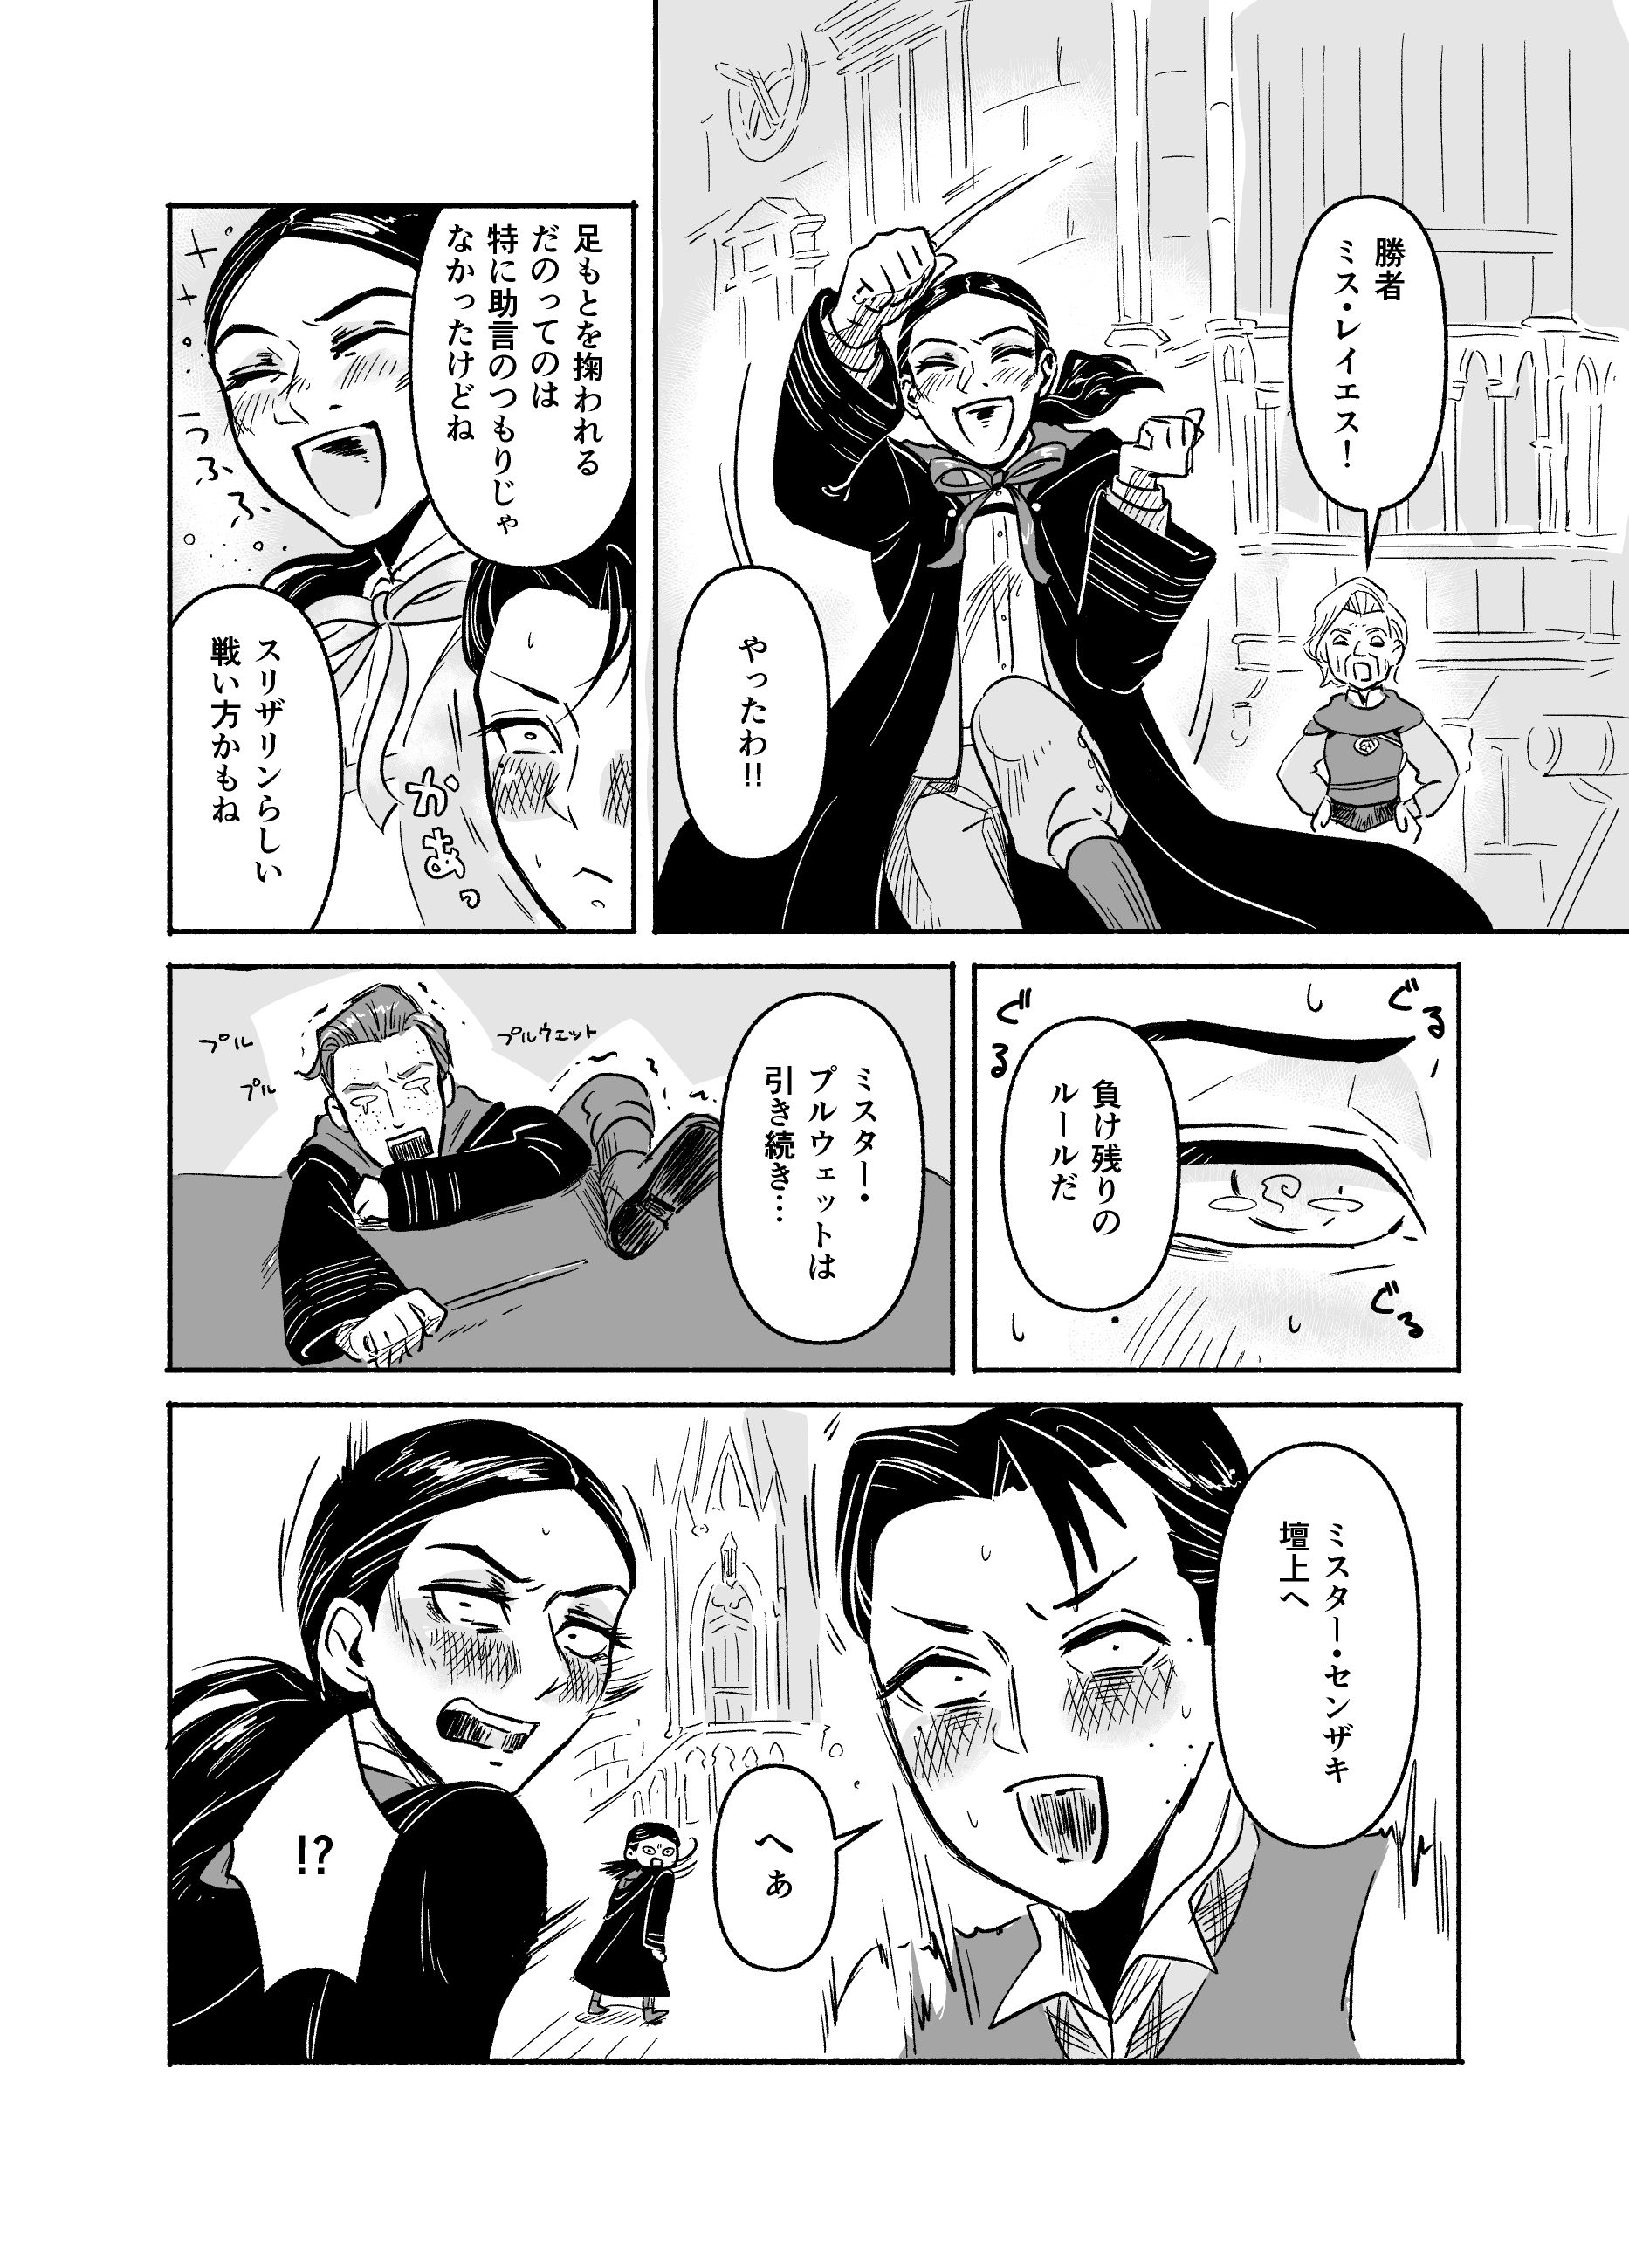 勝者
ミス・レイエス！
やったわ!!
足もとを掬われる
だのってのは
特に助言のつもりじゃ
なかったけどね
うふふ
かぁっ
スリザリンらしい
戦い方かもね
ぐる
ぐる
負け残りの
ルールだ
ぐる
ミスター・
プルウェットは
引き続き…
プルウェット
プル
プル
ミスター・センザキ
壇上へ
へぁ
!?